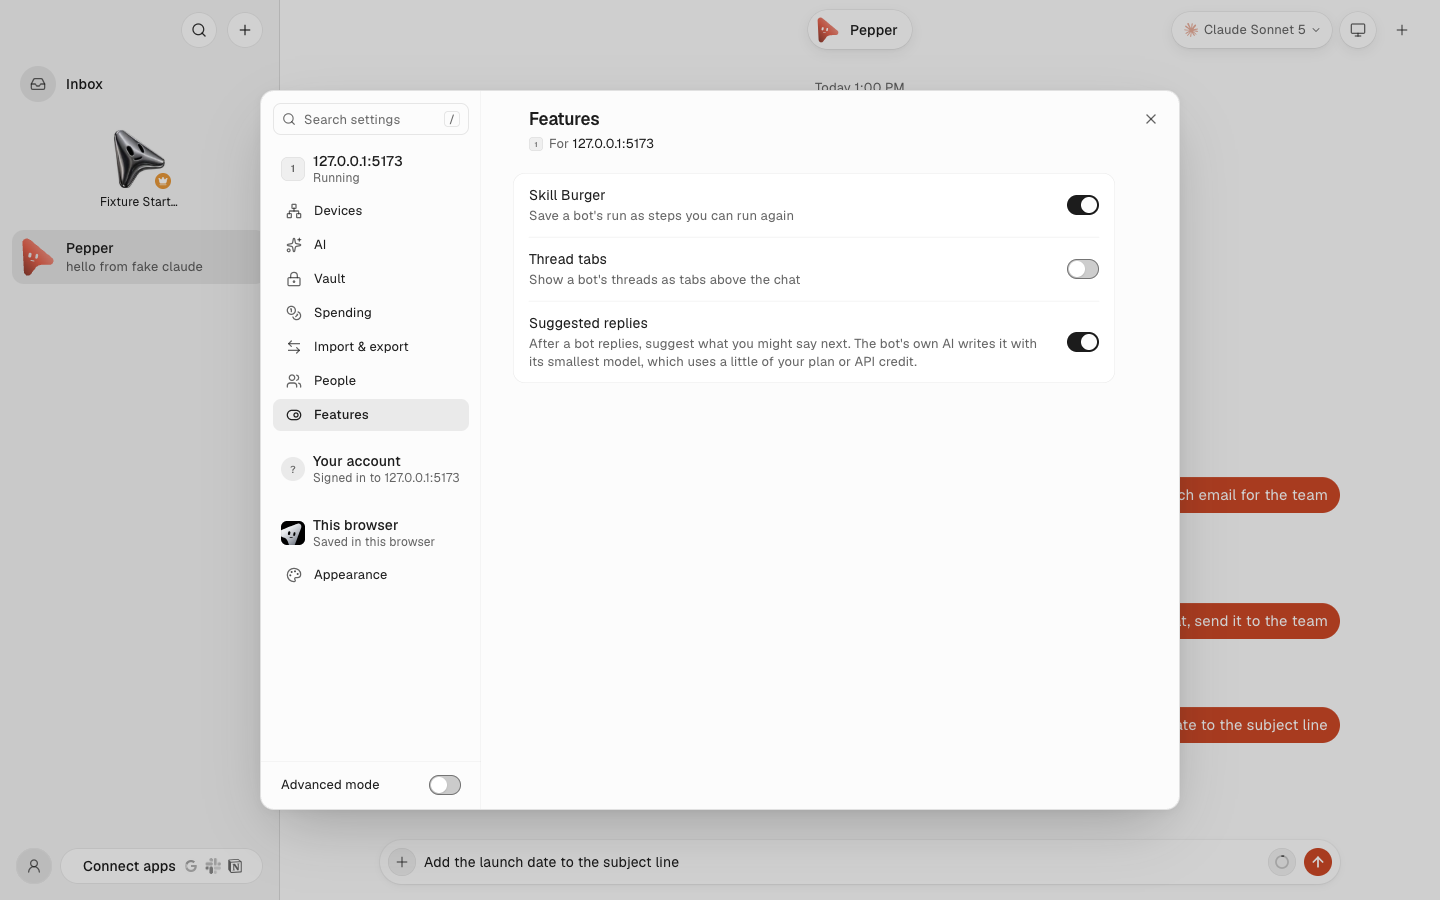 Pepper
Claude Sonnet 5
Inbox
Today 1:00 PM
Fixture Start...
Pepper
hello from fake claude
Search settings
/
1
127.0.0.1:5173
Running
Devices
AI
Vault
Spending
Import & export
People
Features
?
Your account
Signed in to 127.0.0.1:5173
This browser
Saved in this browser
Appearance
Advanced mode
Features
1
For 127.0.0.1:5173
Skill Burger
Save a bot's run as steps you can run again
Thread tabs
Show a bot's threads as tabs above the chat
Suggested replies
After a bot replies, suggest what you might say next. The bot's own AI writes it with
its smallest model, which uses a little of your plan or API credit.
email for the team
send it to the team
to the subject line
Connect apps
Add the launch date to the subject line